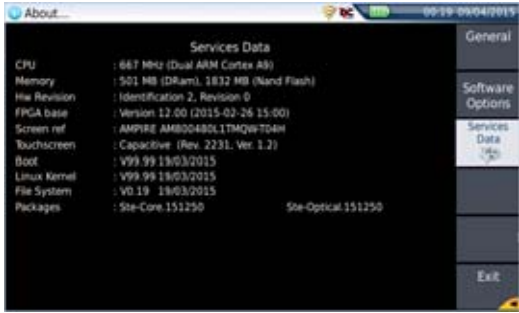 About....
00:19 09/04/2015
Services Data
CPU : 667 MHz (Dual ARM Cortex A9)
Memory : 501 MB (DRam), 1832 MB (Nand Flash)
Hw Revision : Identification 2, Revision 0
FPGA base : Version 12.00 (2015-02-26 15:00)
Screen ref : AMPIRE AM800480L1TMQW-T04H
Touchscreen : Capacitive (Rev. 2231, Ver. 1.2)
Boot : V99.99 19/03/2015
Linux Kernel : V99.99 19/03/2015
File System : V0.19 19/03/2015
Packages : Ste-Core.151250 Ste-Optical.151250
General
Software
Options
Services
Data
Exit